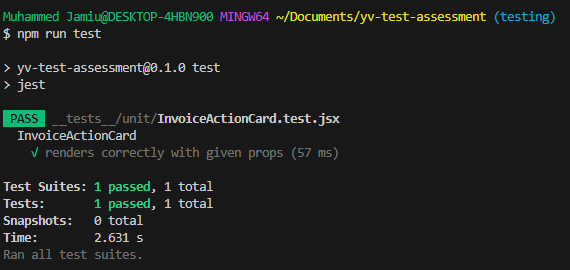 Muhammed Jamiu@DESKTOP-4HBN900 MINGW64 ~/Documents/yv-test-assessment (testing)
$ npm run test
> yv-test-assessment@0.1.0 test
> jest
PASS __tests__/unit/InvoiceActionCard.test.jsx
InvoiceActionCard
√ renders correctly with given props (57 ms)
Test Suites: 1 passed, 1 total
Tests: 1 passed, 1 total
Snapshots: 0 total
Time: 2.631 s
Ran all test suites.